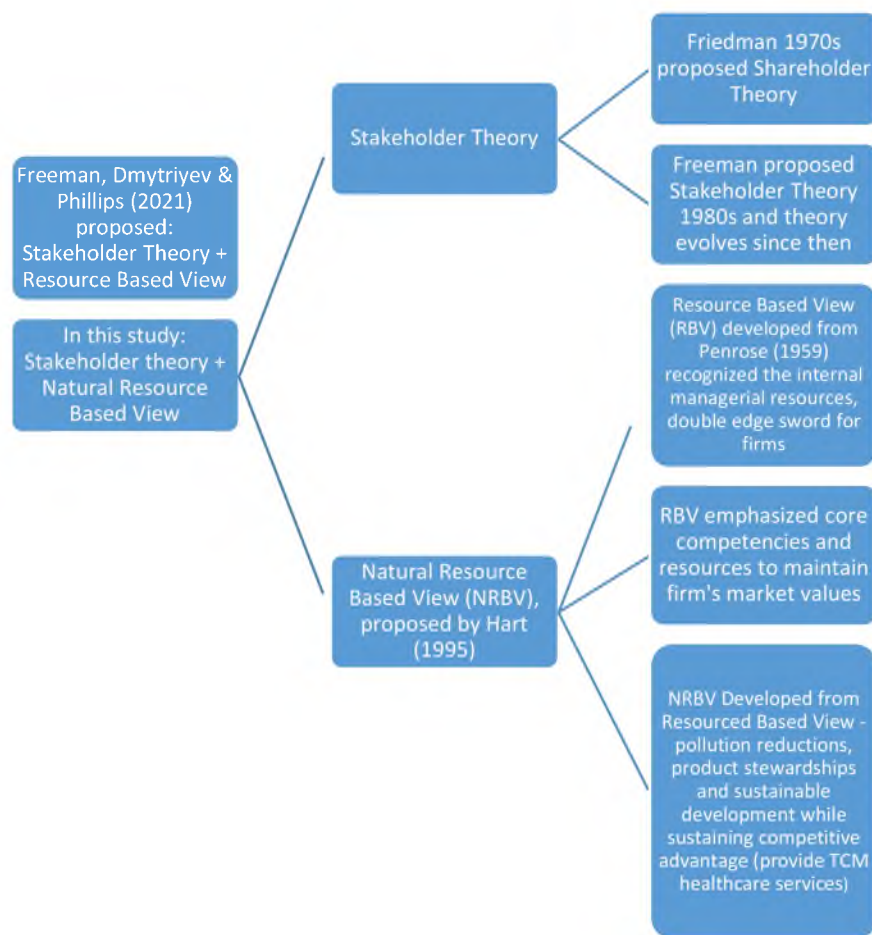 Freeman, Dmytriyev &
Phillips (2021)
proposed:
Stakeholder Theory +
Resource Based View
In this study:
Stakeholder theory +
Natural Resource
Based View
Stakeholder Theory
Natural Resource
Based View (NRBV),
proposed by Hart
(1995)
Friedman 1970s
proposed Shareholder
Theory
Freeman proposed
Stakeholder Theory
1980s and theory
evolves since then
Resource Based View
(RBV) developed from
Penrose (1959)
recognized the internal
managerial resources,
double edge sword for
firms
RBV emphasized core
competencies and
resources to maintain
firm's market values
NRBV Developed from
Resourced Based View -
pollution reductions,
product stewardships
and sustainable
development while
sustaining competitive
advantage (provide TCM
healthcare services)